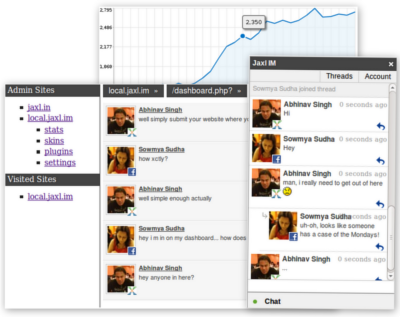 2,795
2,486
2,177
1,869
2,350
Admin Sites
jaxl.in
local.jaxl.im
stats
skins
plugins
settings
Visited Sites
local.jaxl.im
local.jaxl.im »
/dashboard.php? »
Abhinav Singh
well simply submit your website where y
Sowmya Sudha
how xctly?
Abhinav Singh
well simple enough actually
Sowmya Sudha
hey i m in on my dashboard... how does
Abhinav Singh
hey anyone in here?
Jaxl IM ×
Threads Account
Sowmya Sudha joined thread
Abhinav Singh 0 seconds ago
Hi
Sowmya Sudha 0 seconds ago
Hey
Abhinav Singh 0 seconds ago
man, i really need to get out of here
Sowmya Sudha seconds ago
uh-oh, looks like someone
has a case of the Mondays!
Abhinav Singh 0 seconds ago
...
Chat